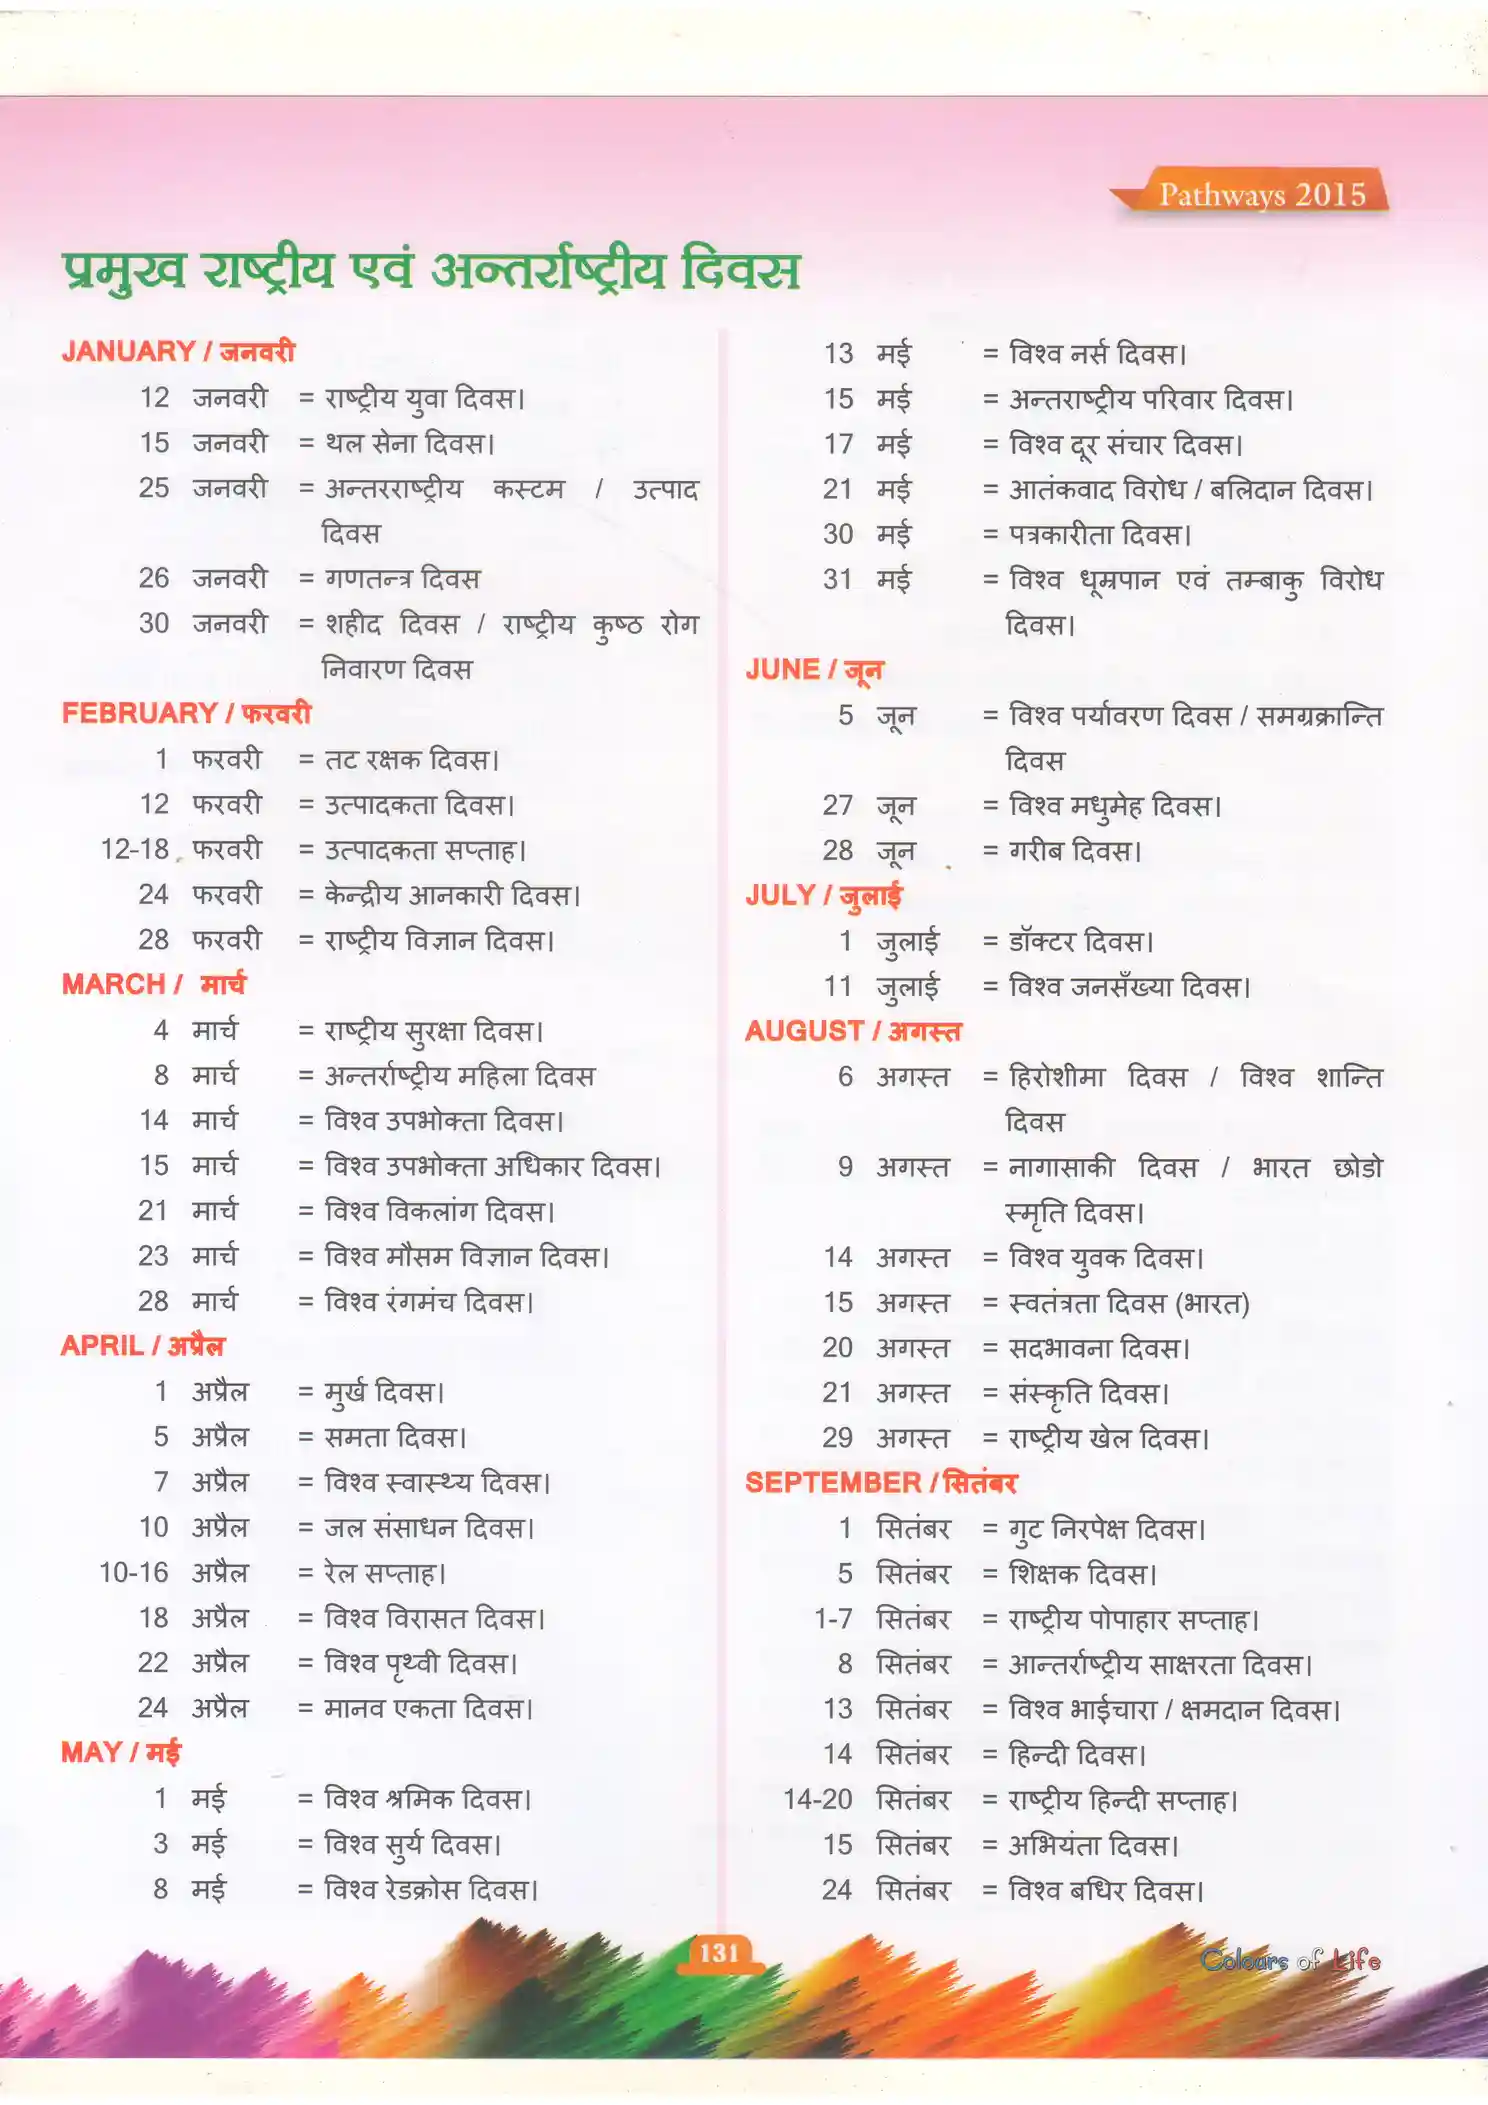 Pathways 2015
प्रमुख राष्ट्रीय एवं अन्तर्राष्ट्रीय दिवस
JANUARY / जनवरी
12 जनवरी = राष्ट्रीय युवा दिवस।
15 जनवरी = थल सेना दिवस।
25 जनवरी = अन्तरराष्ट्रीय कस्टम / उत्पाद
दिवस
26 जनवरी = गणतन्त्र दिवस
30 जनवरी = शहीद दिवस / राष्ट्रीय कुष्ठ रोग
निवारण दिवस
FEBRUARY / फरवरी
1 फरवरी = तट रक्षक दिवस।
12 फरवरी = उत्पादकता दिवस।
12-18 फरवरी = उत्पादकता सप्ताह।
24 फरवरी = केन्द्रीय आनकारी दिवस।
28 फरवरी = राष्ट्रीय विज्ञान दिवस।
MARCH / मार्च
4 मार्च = राष्ट्रीय सुरक्षा दिवस।
8 मार्च = अन्तर्राष्ट्रीय महिला दिवस
14 मार्च = विश्व उपभोक्ता दिवस।
15 मार्च = विश्व उपभोक्ता अधिकार दिवस।
21 मार्च = विश्व विकलांग दिवस।
23 मार्च = विश्व मौसम विज्ञान दिवस।
28 मार्च = विश्व रंगमंच दिवस।
APRIL / अप्रैल
1 अप्रैल = मुर्ख दिवस।
5 अप्रैल = समता दिवस।
7 अप्रैल = विश्व स्वास्थ्य दिवस।
10 अप्रैल = जल संसाधन दिवस।
10-16 अप्रैल = रेल सप्ताह।
18 अप्रैल = विश्व विरासत दिवस।
22 अप्रैल = विश्व पृथ्वी दिवस।
24 अप्रैल = मानव एकता दिवस।
MAY / मई
1 मई = विश्व श्रमिक दिवस।
3 मई = विश्व सुर्य दिवस।
8 मई = विश्व रेडक्रोस दिवस।
13 मई = विश्व नर्स दिवस।
15 मई = अन्तराष्ट्रीय परिवार दिवस।
17 मई = विश्व दूर संचार दिवस।
21 मई = आतंकवाद विरोध / बलिदान दिवस।
30 मई = पत्रकारीता दिवस।
31 मई = विश्व धूम्रपान एवं तम्बाकु विरोध
दिवस।
JUNE / जून
5 जून = विश्व पर्यावरण दिवस / समग्रक्रान्ति
दिवस
27 जून = विश्व मधुमेह दिवस।
28 जून = गरीब दिवस।
JULY / जुलाई
1 जुलाई = डॉक्टर दिवस।
11 जुलाई = विश्व जनसँख्या दिवस।
AUGUST / अगस्त
6 अगस्त = हिरोशीमा दिवस / विश्व शान्ति
दिवस
9 अगस्त = नागासाकी दिवस / भारत छोडो
स्मृति दिवस।
14 अगस्त = विश्व युवक दिवस।
15 अगस्त = स्वतंत्रता दिवस (भारत)
20 अगस्त = सदभावना दिवस।
21 अगस्त = संस्कृति दिवस।
29 अगस्त = राष्ट्रीय खेल दिवस।
SEPTEMBER / सितंबर
1 सितंबर = गुट निरपेक्ष दिवस।
5 सितंबर = शिक्षक दिवस।
1-7 सितंबर = राष्ट्रीय पोपाहार सप्ताह।
8 सितंबर = आन्तर्राष्ट्रीय साक्षरता दिवस।
13 सितंबर = विश्व भाईचारा / क्षमदान दिवस।
14 सितंबर = हिन्दी दिवस।
14-20 सितंबर = राष्ट्रीय हिन्दी सप्ताह।
15 सितंबर = अभियंता दिवस।
24 सितंबर = विश्व बधिर दिवस।
131
Colours of Life